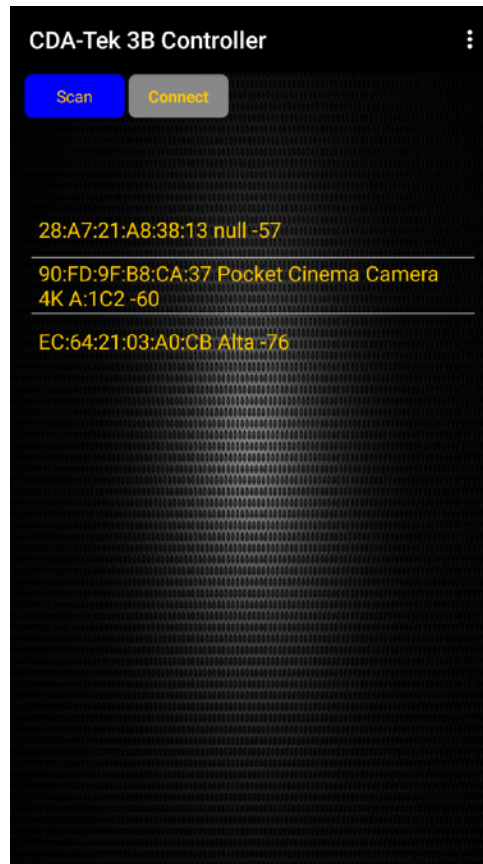 CDA-Tek 3B Controller
Scan Connect
28:A7:21:A8:38:13 null -57
90:FD:9F:B8:CA:37 Pocket Cinema Camera
4K A:1C2 -60
EC:64:21:03:A0:CB Alta -76